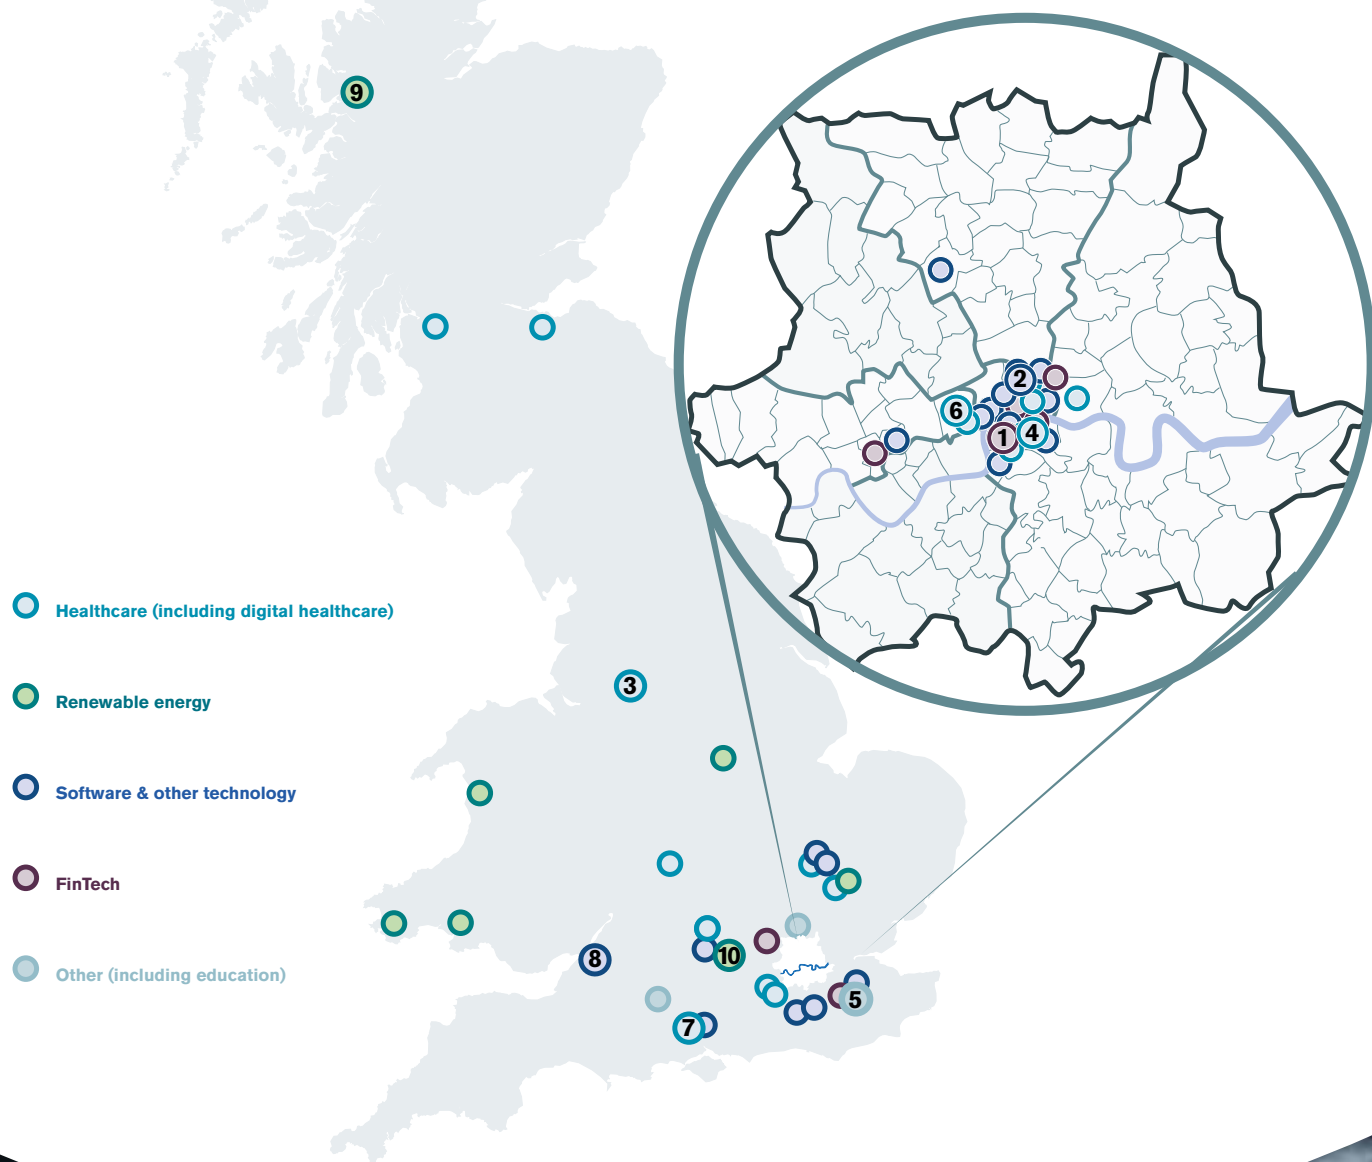 9
2
6
1
4
Healthcare (including digital healthcare)
3
Renewable energy
Software & other technology
FinTech
8
10
Other (including education)
5
7